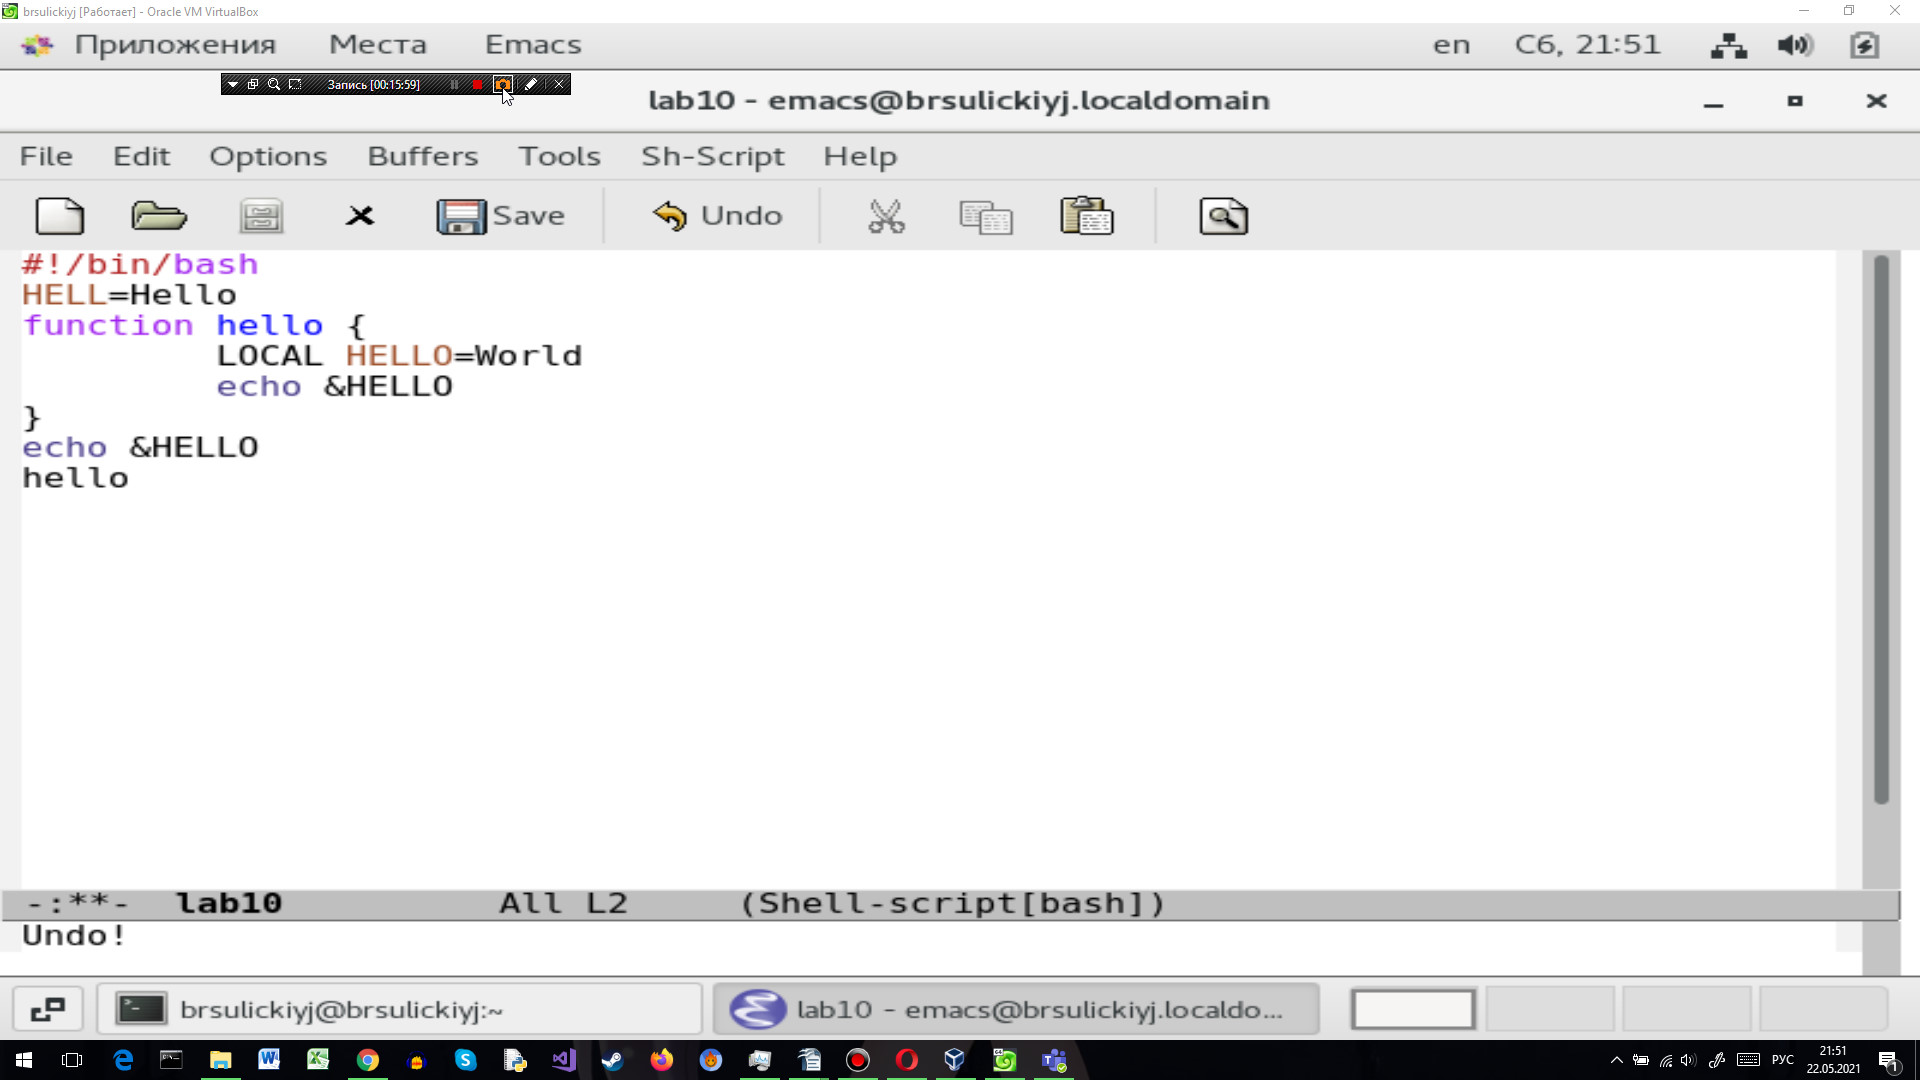 brsulickiyj [Работает] - Oracle VM VirtualBox
Приложения Места Emacs en Сб, 21:51
Запись [00:15:59]
lab10 - emacs@brsulickiyj.localdomain
File Edit Options Buffers Tools Sh-Script Help
Save Undo
#!/bin/bash
HELL=Hello
function hello {
LOCAL HELLO=World
echo &HELLO
}
echo &HELLO
hello
-:**- lab10 All L2 (Shell-script[bash])
Undo!
brsulickiyj@brsulickiyj:~ lab10 - emacs@brsulickiyj.localdo...
РУС 21:51
22.05.2021
1